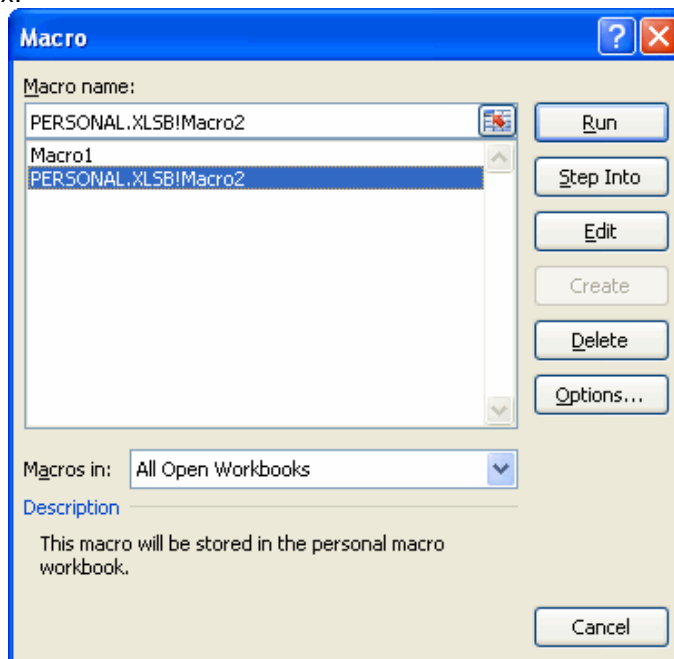 x.
Macro
Macro name:
PERSONAL.XLSB!Macro2
Run
Macro1
PERSONAL.XLSB!Macro2
Step Into
Edit
Create
Delete
Options...
Macros in: All Open Workbooks
Description
This macro will be stored in the personal macro
workbook.
Cancel